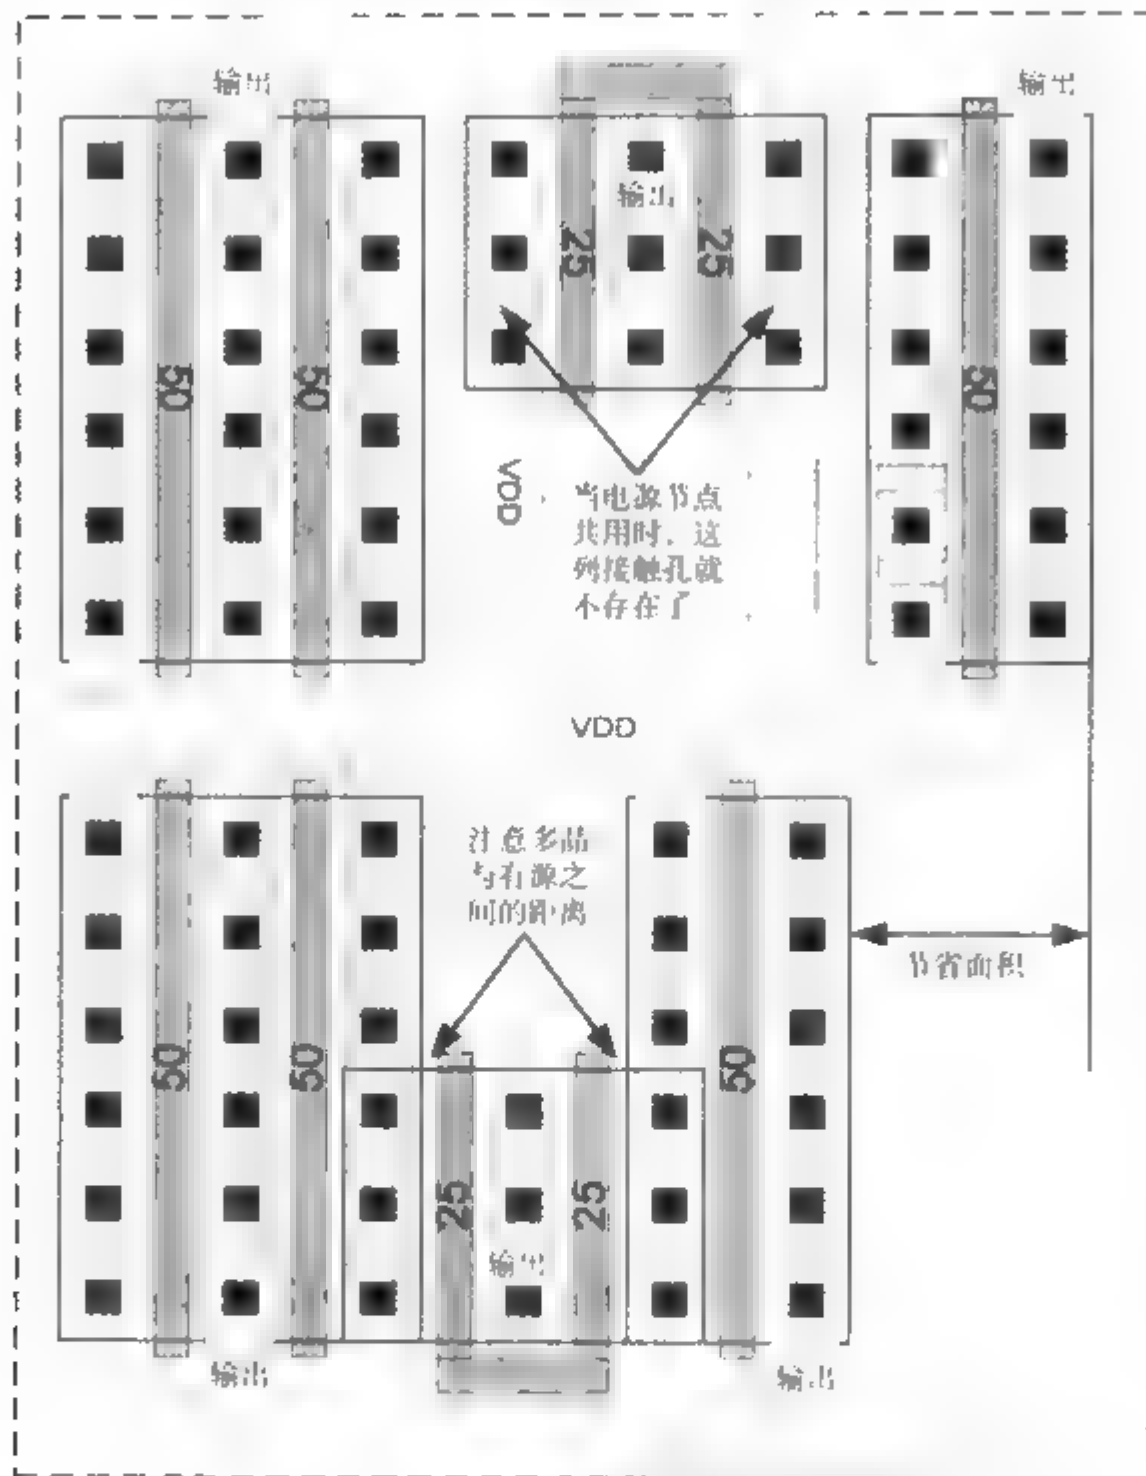 输出
输出
输出
25
25
50
50
50
VDD
当电源节点
共用时，这
列接触孔就
不存在了
VDD
注意多晶
与有源之
间的距离
节省面积
50
50
50
25
25
输出
输出
输出